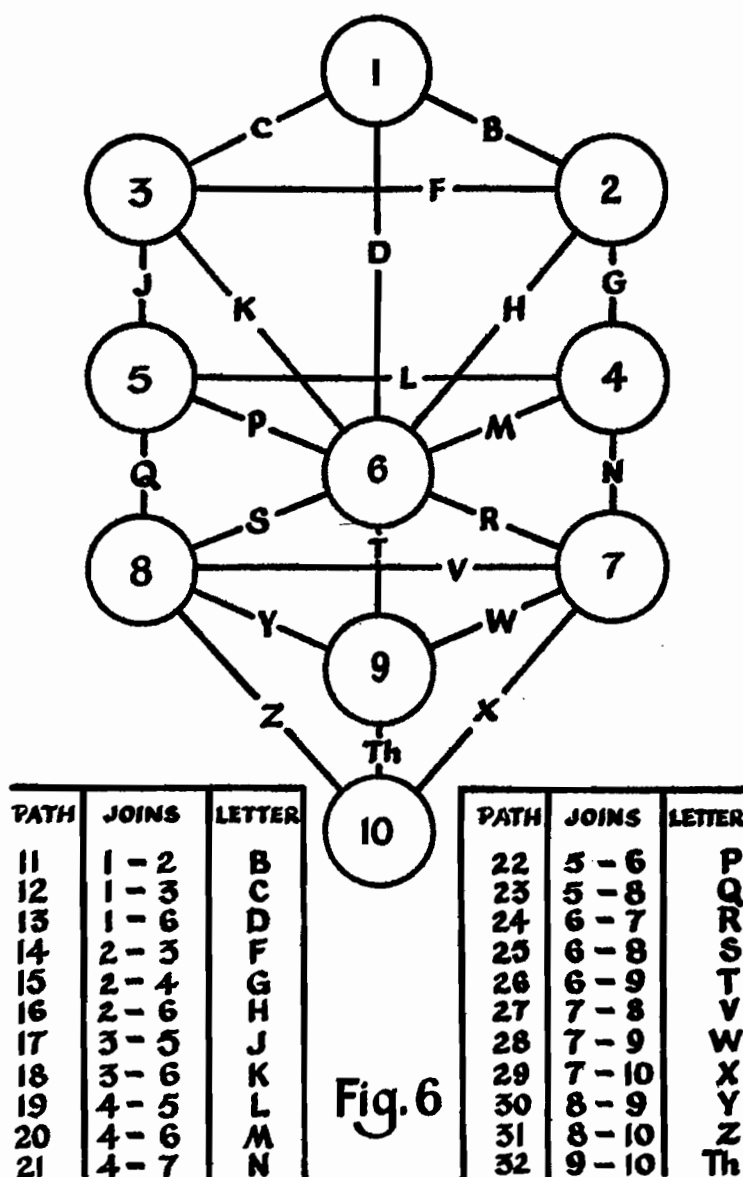 1
C B
3 F 2
D
J K H G
5 L 4
P M
Q 6 N
S R
T
8 V 7
Y W
9
Z X
Th
10
PATH JOINS LETTER
11 1-2 B
12 1-3 C
13 1-6 D
14 2-3 F
15 2-4 G
16 2-6 H
17 3-5 J
18 3-6 K
19 4-5 L
20 4-6 M
21 4-7 N
Fig. 6
PATH JOINS LETTER
22 5-6 P
23 5-8 Q
24 6-7 R
25 6-8 S
26 6-9 T
27 7-8 V
28 7-9 W
29 7-10 X
30 8-9 Y
31 8-10 Z
32 9-10 Th